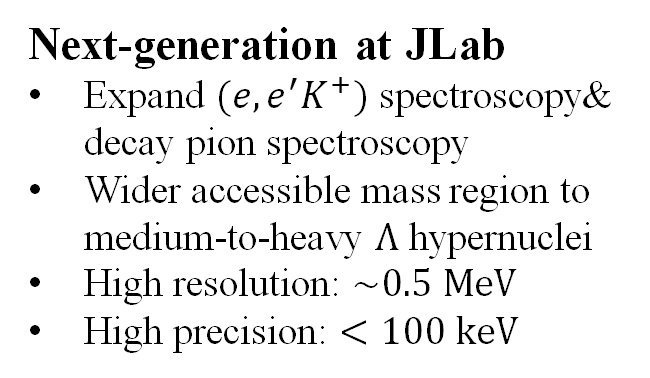 Next-generation at JLab
• Expand (e, e′K⁺) spectroscopy&
decay pion spectroscopy
• Wider accessible mass region to
medium-to-heavy Λ hypernuclei
• High resolution: ~0.5 MeV
• High precision: < 100 keV